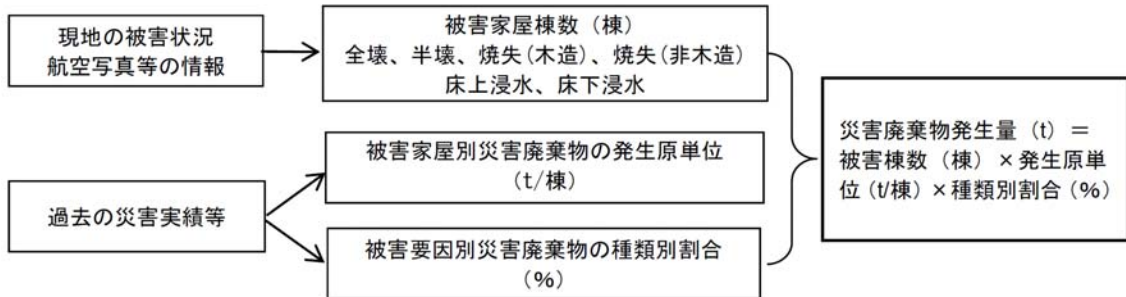 現地の被害状況
航空写真等の情報
被害家屋棟数（棟）
全壊、半壊、焼失(木造)、焼失(非木造)
床上浸水、床下浸水
過去の災害実績等
被害家屋別災害廃棄物の発生原単位
（t/棟）
被害要因別災害廃棄物の種類別割合
（%）
災害廃棄物発生量（t）＝
被害棟数（棟）×発生原単
位(t/棟)×種類別割合(%)